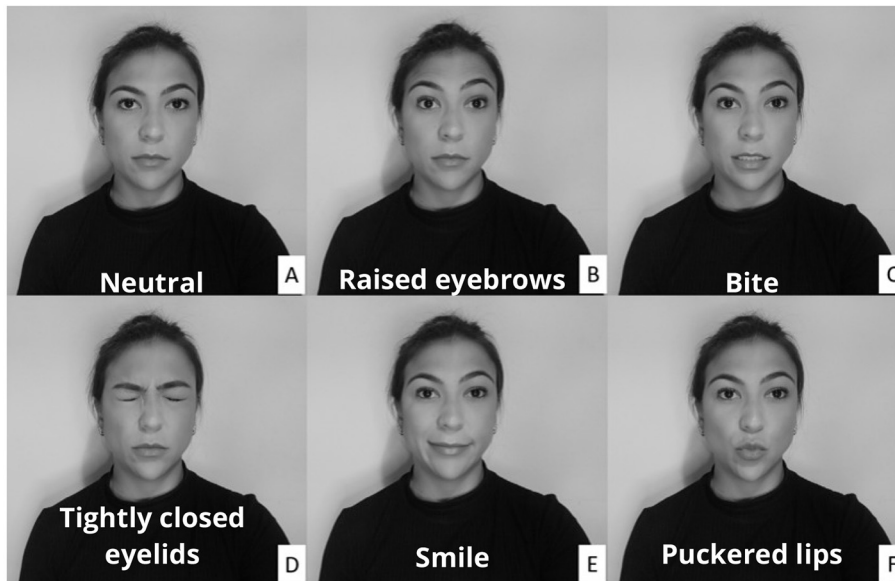 Neutral
A
Raised eyebrows
B
Bite
C
Tightly closed
eyelids
D
Smile
E
Puckered lips
F